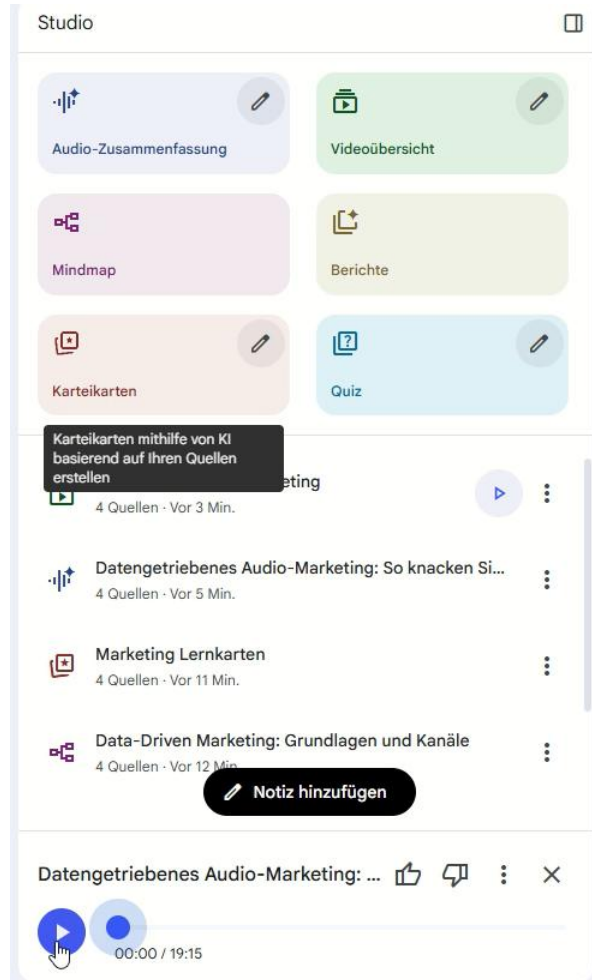 Studio
Audio-Zusammenfassung
Videoübersicht
Mindmap
Berichte
Karteikarten
Quiz
Karteikarten mithilfe von KI
basierend auf Ihren Quellen
erstellen
eting
4 Quellen · Vor 3 Min.
Datengetriebenes Audio-Marketing: So knacken Si...
4 Quellen · Vor 5 Min.
Marketing Lernkarten
4 Quellen · Vor 11 Min.
Data-Driven Marketing: Grundlagen und Kanäle
4 Quellen · Vor 12 Min.
Notiz hinzufügen
Datengetriebenes Audio-Marketing: ...
00:00 / 19:15